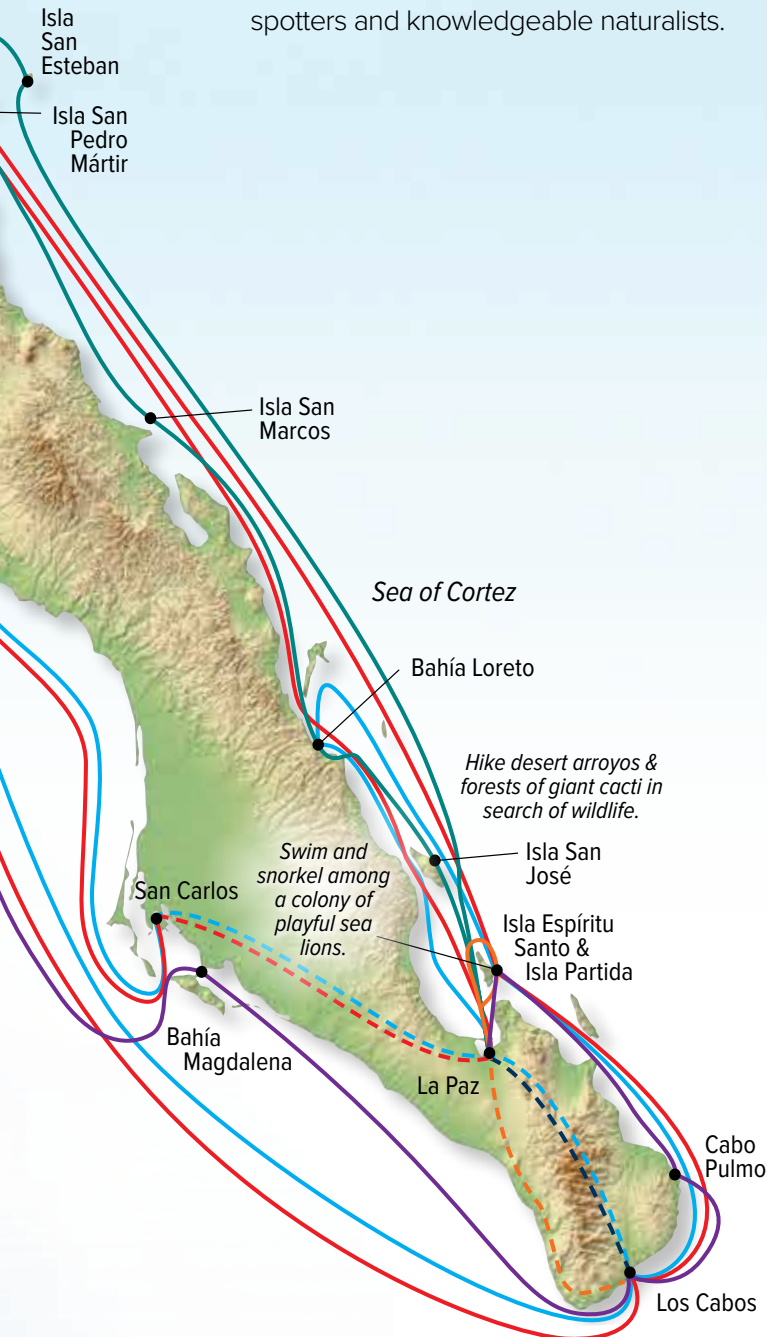 spotters and knowledgeable naturalists.
Isla
San
Esteban
Isla San
Pedro
Mártir
Isla San
Marcos
Sea of Cortez
Bahía Loreto
Hike desert arroyos &
forests of giant cacti in
search of wildlife.
Isla San
José
Swim and
snorkel among
a colony of
playful sea
lions.
San Carlos
Isla Espíritu
Santo &
Isla Partida
Bahía
Magdalena
La Paz
Cabo
Pulmo
Los Cabos